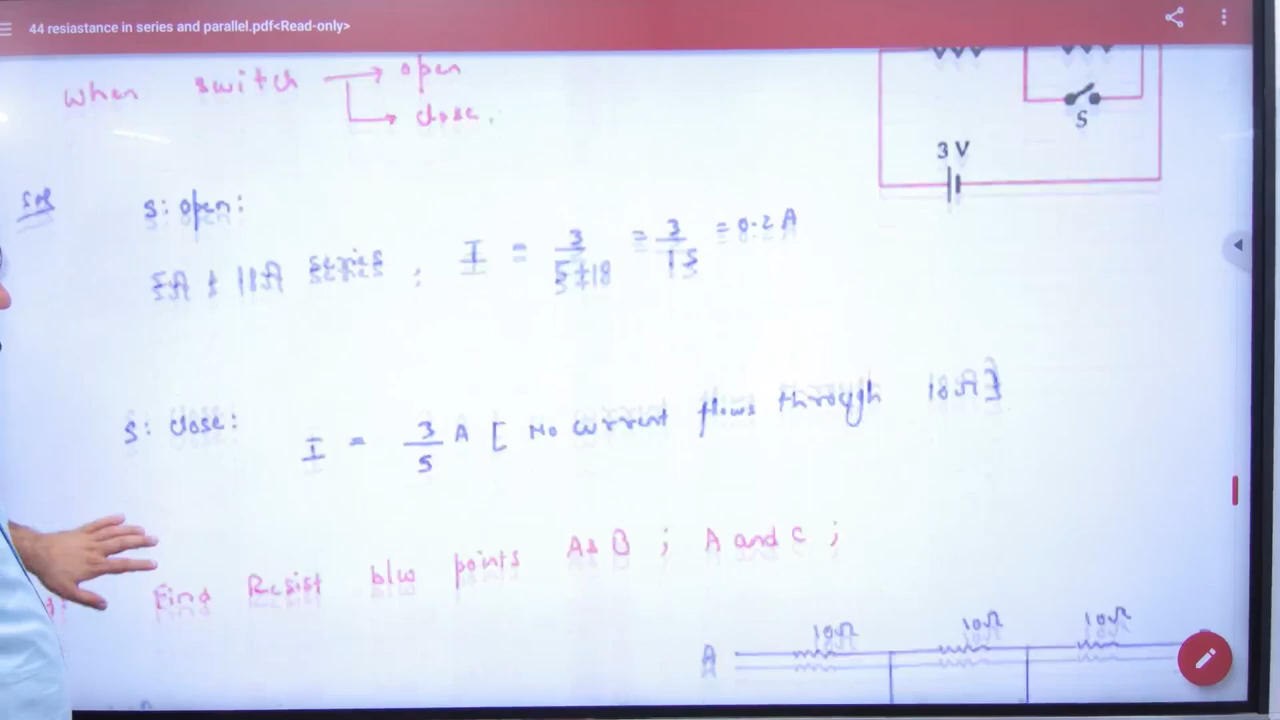 44 resiastance in series and parallel.pdf<Read-only>
When switch → open
→ close.
S
3 V
Sol
S: open:
5Ω & 10Ω series ; I = 3/5+10 = 3/15 = 0.2 A
S: close: I = 3/5 A [ No current flows through 10Ω]
Find Resist b/w points A & B ; A and C ;
10Ω 10Ω 10Ω
A